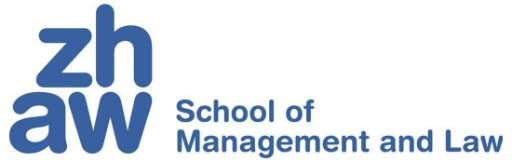 zh
aw
School of
Management and Law